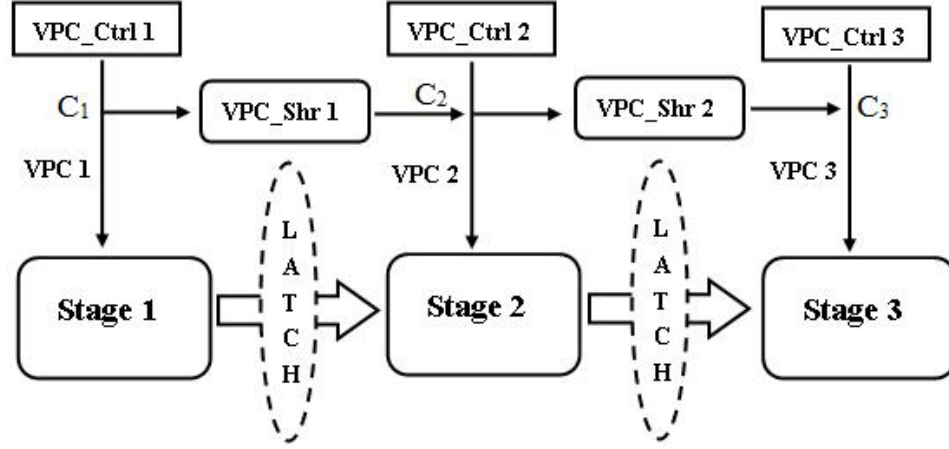 VPC_Ctrl 1
VPC_Ctrl 2
VPC_Ctrl 3
C1
VPC_Shr 1
C2
VPC_Shr 2
C3
VPC 1
VPC 2
VPC 3
L
A
T
C
H
L
A
T
C
H
Stage 1
Stage 2
Stage 3